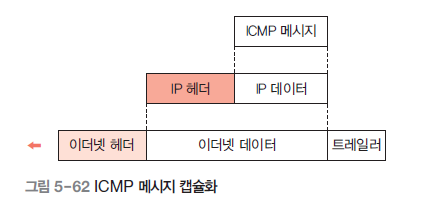 ICMP 메시지
IP 헤더 IP 데이터
이더넷 헤더 이더넷 데이터 트레일러
그림 5-62 ICMP 메시지 캡슐화